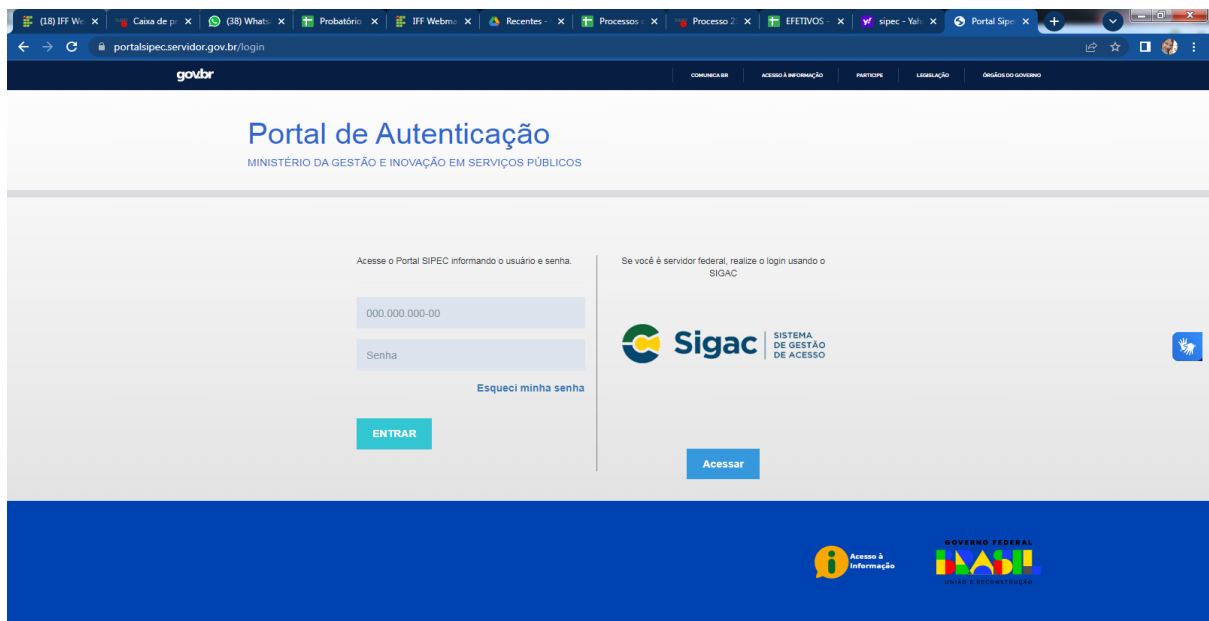 (18) IFF We
Caixa de pr
(38) Whats
Probatório
IFF Webma
Recentes -
Processos
Processo 2
EFETIVOS -
sipec - Yah
Portal Sipe
portalsipec.servidor.gov.br/login
gov.br
COMUNICA BR
ACESSO À INFORMAÇÃO
PARTICIPE
LEGISLAÇÃO
ÓRGÃOS DO GOVERNO
Portal de Autenticação
MINISTÉRIO DA GESTÃO E INOVAÇÃO EM SERVIÇOS PÚBLICOS
Acesse o Portal SIPEC informando o usuário e senha.
000.000.000-00
Senha
Esqueci minha senha
ENTRAR
Se você é servidor federal, realize o login usando o
SIGAC
Sigac
SISTEMA
DE GESTÃO
DE ACESSO
Acessar
Acesso à
Informação
GOVERNO FEDERAL
BRASIL
UNIÃO E RECONSTRUÇÃO